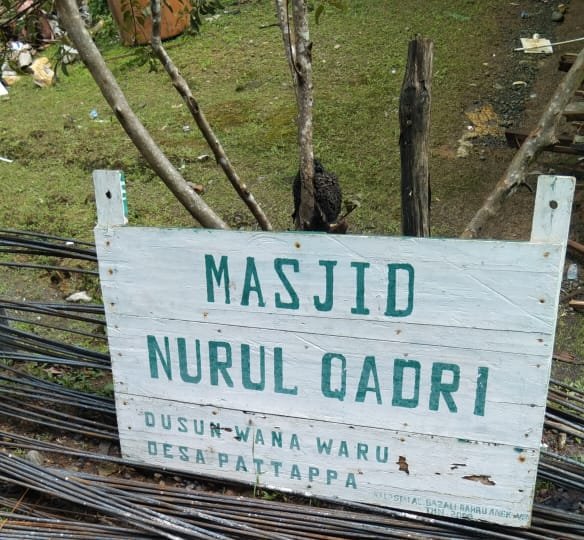 MASJID
NURUL QADRI
DUSUN WANA WARU
DESA PATTAPPA